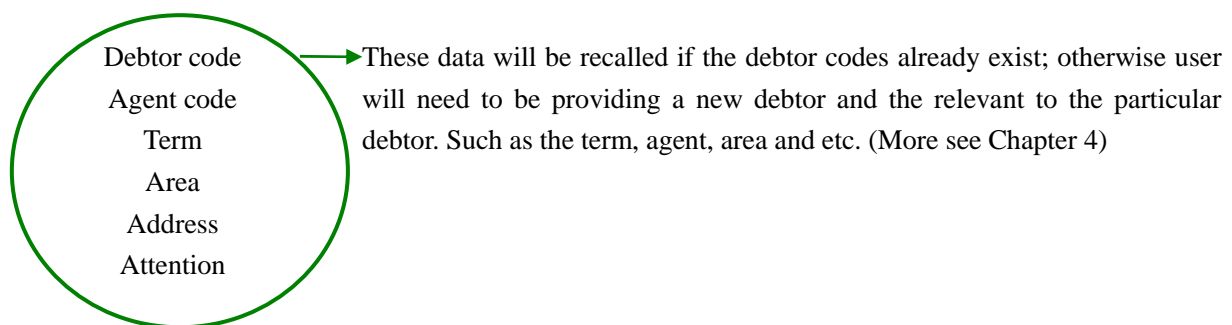 Debtor code
Agent code
Term
Area
Address
Attention
These data will be recalled if the debtor codes already exist; otherwise user
will need to be providing a new debtor and the relevant to the particular
debtor. Such as the term, agent, area and etc. (More see Chapter 4)